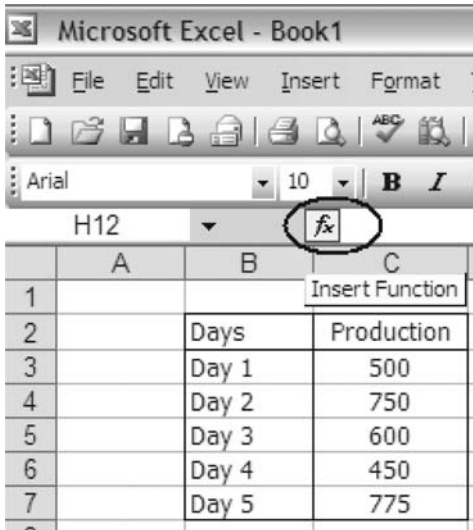 Microsoft Excel - Book1
File Edit View Insert Format
ABC
Arial 10 B I
H12 fx
A B C
Insert Function
1
2 Days Production
3 Day 1 500
4 Day 2 750
5 Day 3 600
6 Day 4 450
7 Day 5 775